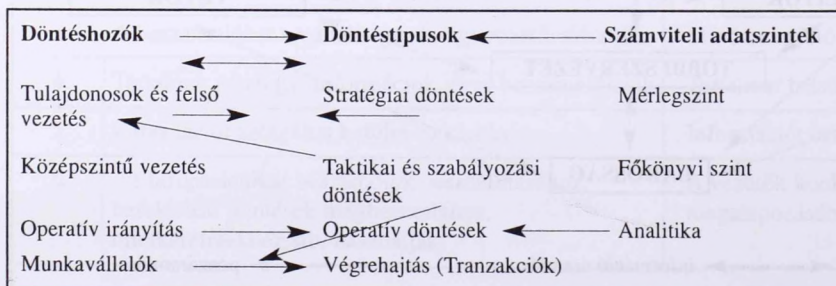 Döntéshozók Döntéstípusok Számviteli adatszintek
Tulajdonosok és felső Stratégiai döntések Mérlegszint
vezetés
Középszintű vezetés Taktikai és szabályozási Főkönyvi szint
döntések
Operatív irányítás Operatív döntések Analitika
Munkavállalók Végrehajtás (Tranzakciók)